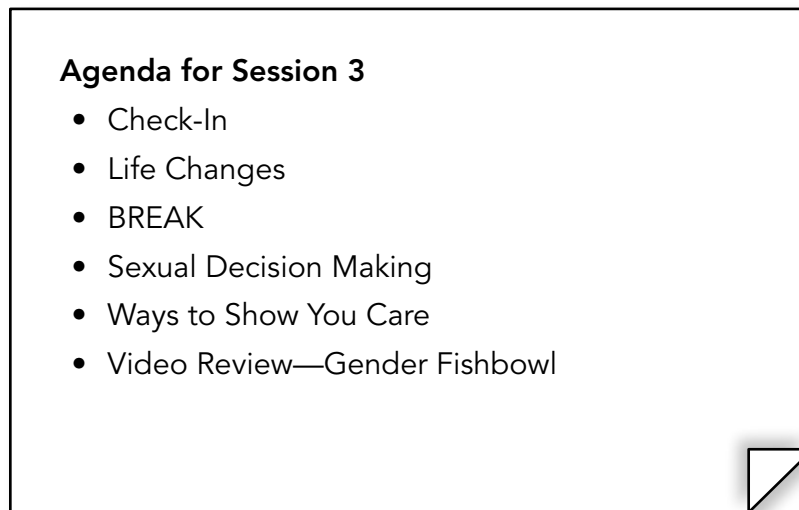 Agenda for Session 3
• Check-In
• Life Changes
• BREAK
• Sexual Decision Making
• Ways to Show You Care
• Video Review—Gender Fishbowl